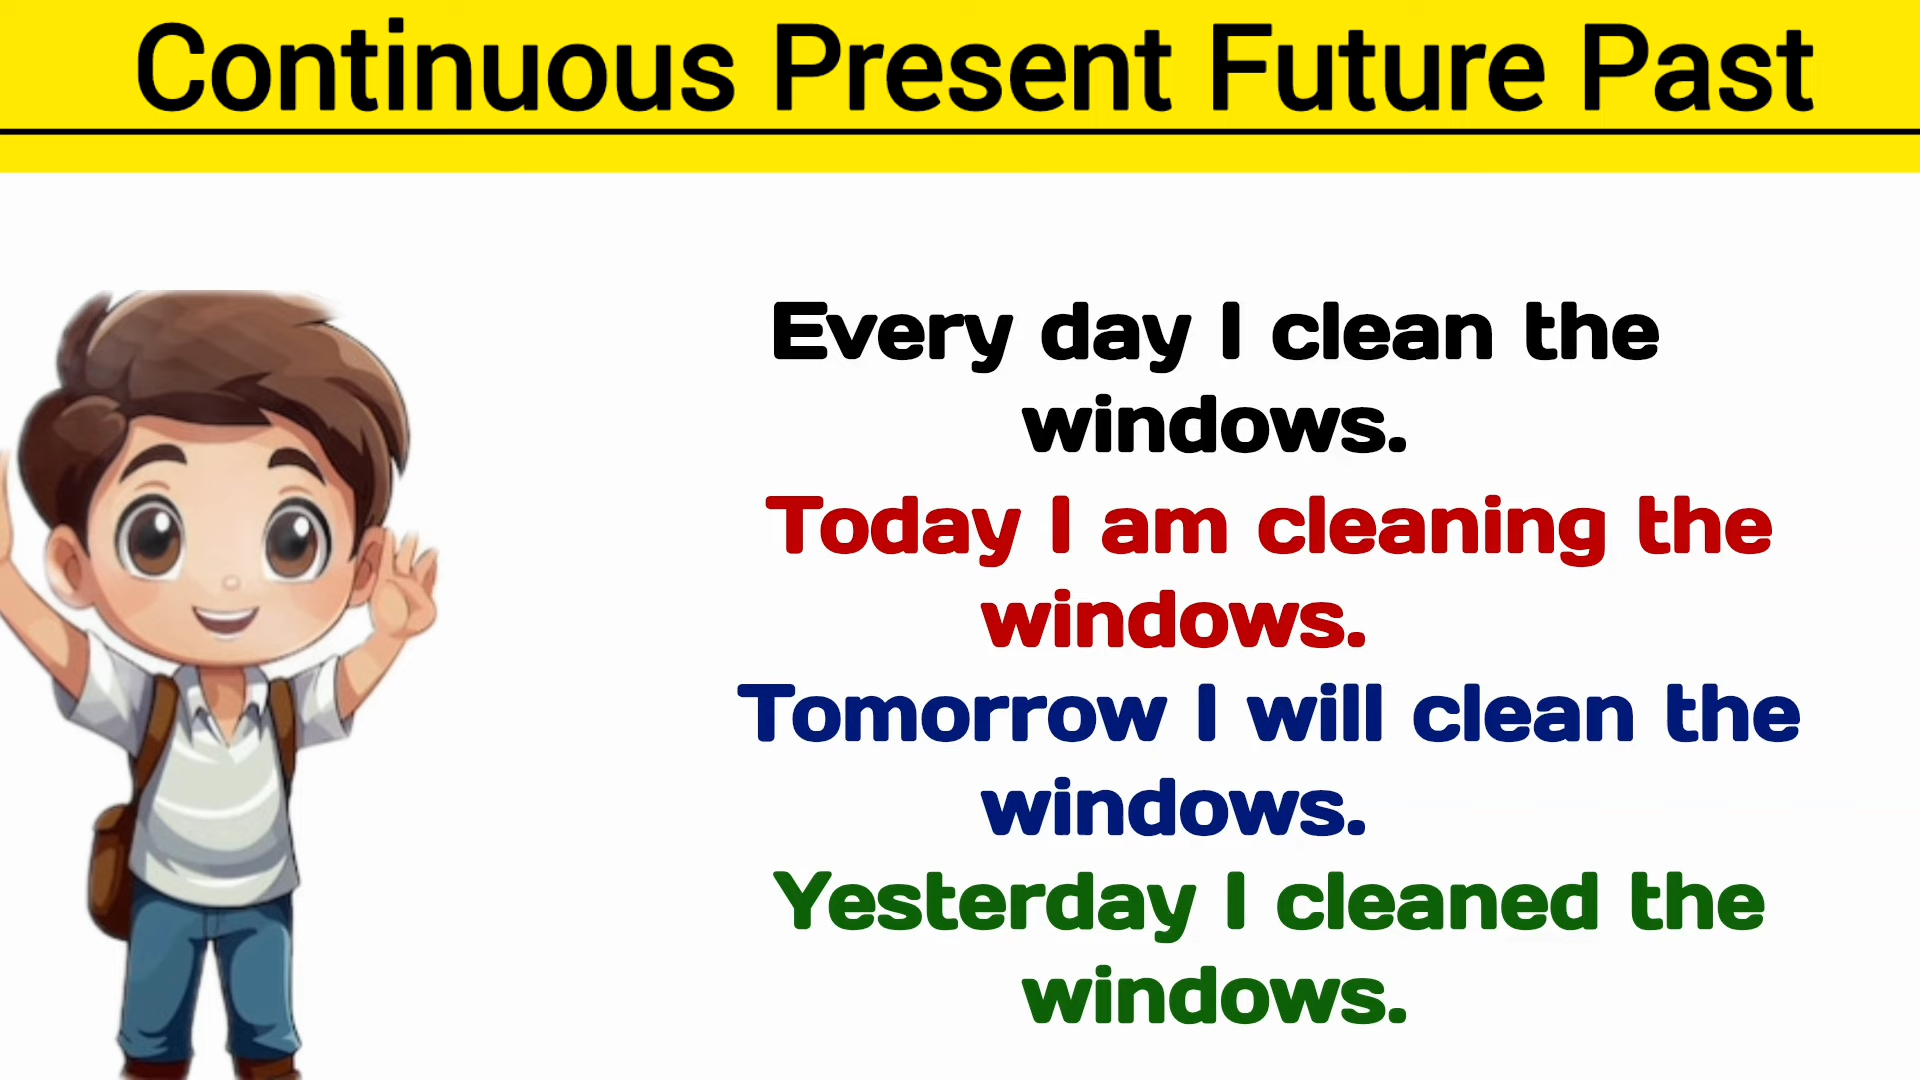 Continuous Present Future Past
Every day I clean the
windows.
Today I am cleaning the
windows.
Tomorrow I will clean the
windows.
Yesterday I cleaned the
windows.